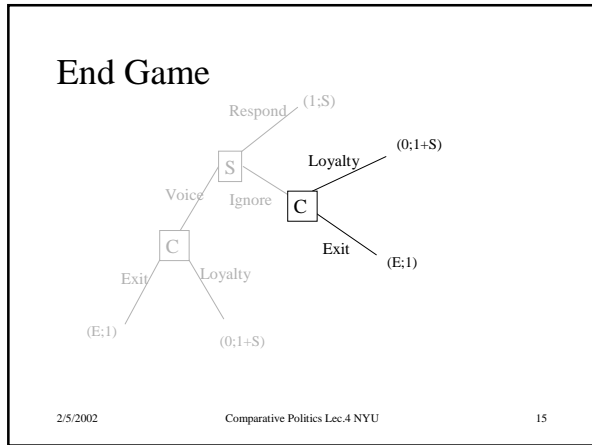 End Game
Respond
(1;S)
Loyalty
(0;1+S)
S
Voice
Ignore
C
C
Exit
(E;1)
Exit
Loyalty
(E;1)
(0;1+S)
2/5/2002
Comparative Politics Lec.4 NYU
15